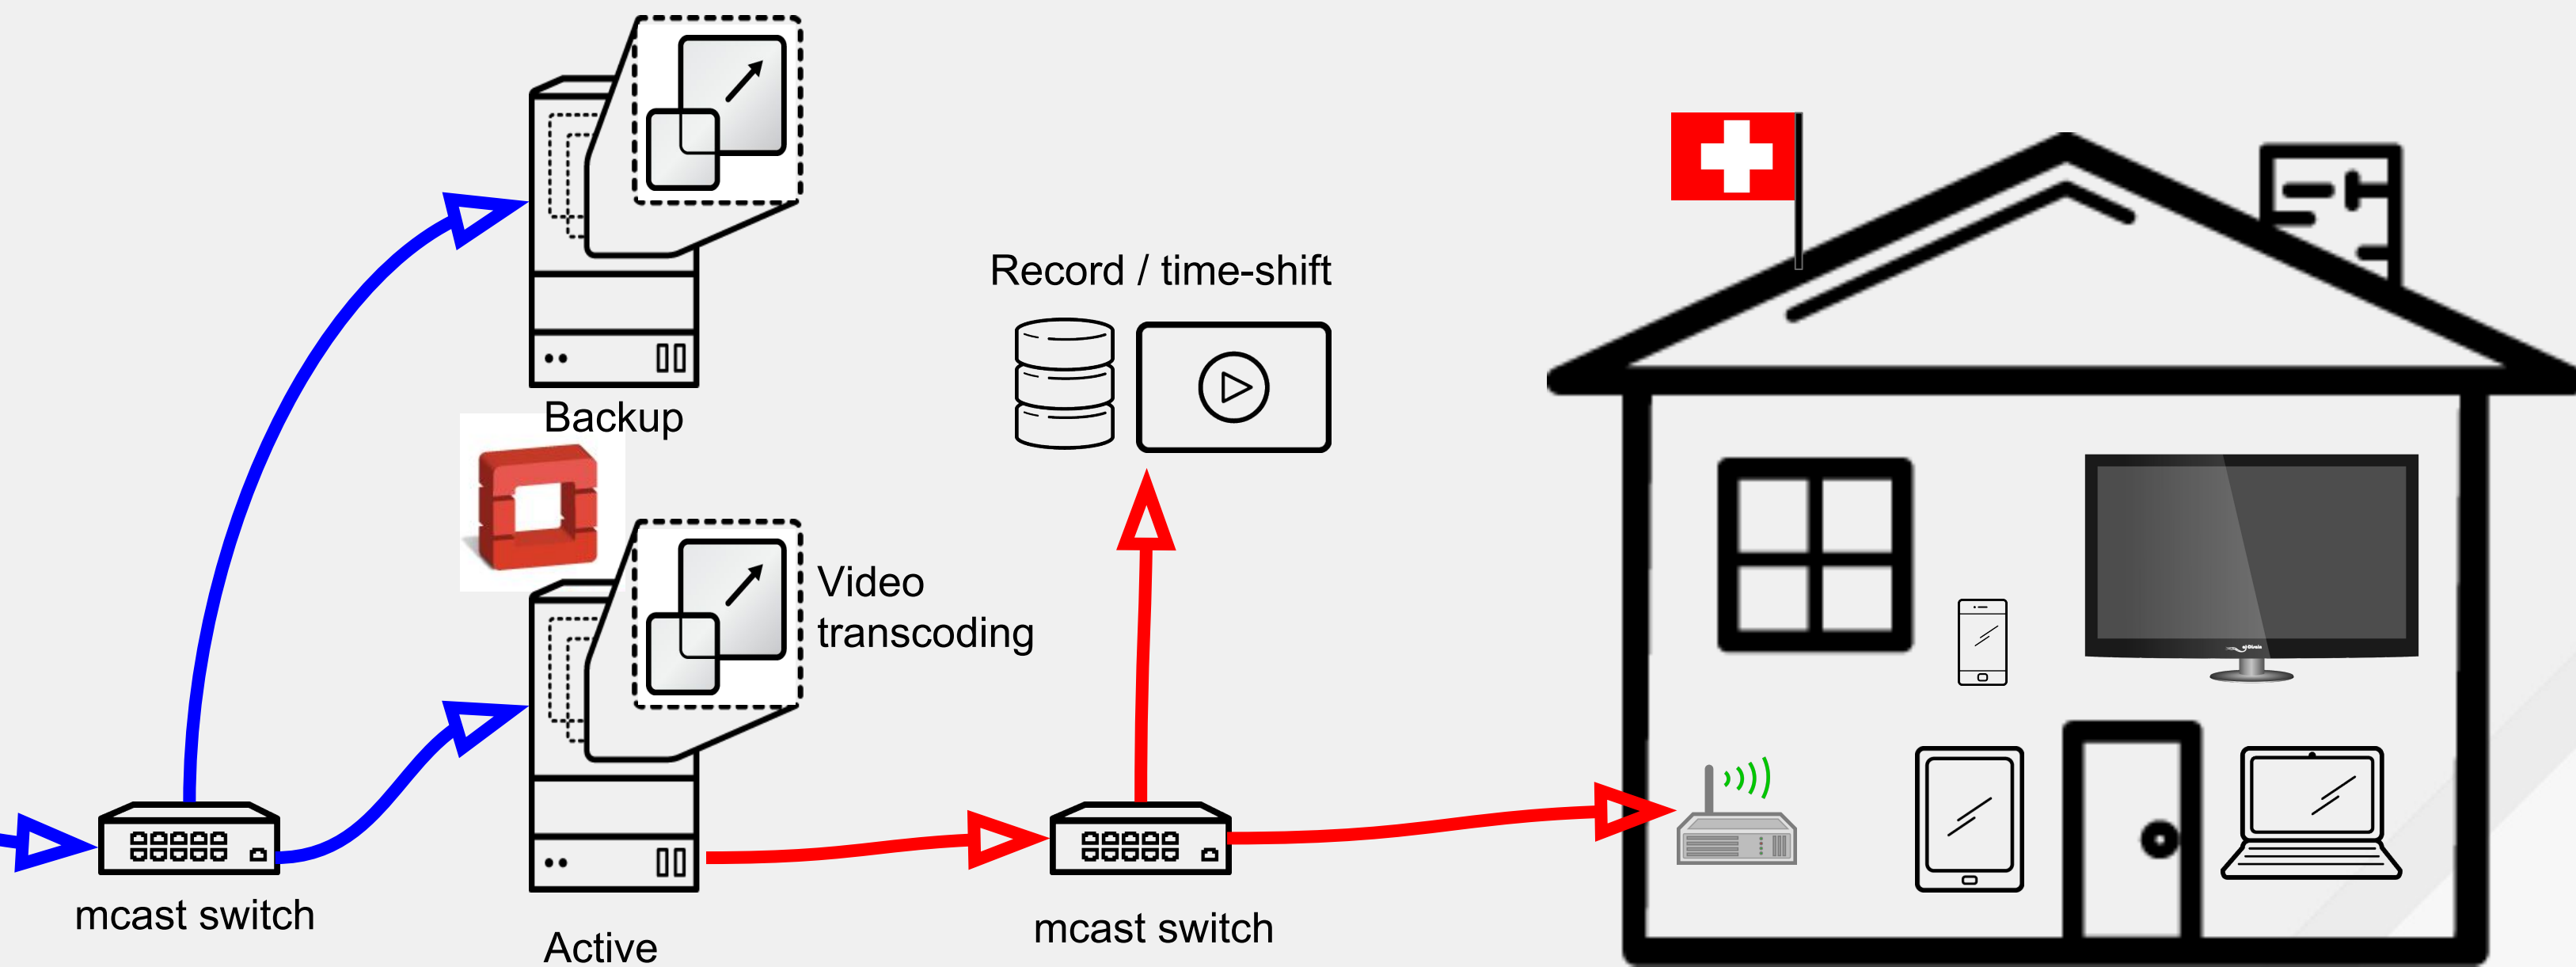 Record / time-shift
Backup
Video
transcoding
mcast switch
Active
mcast switch